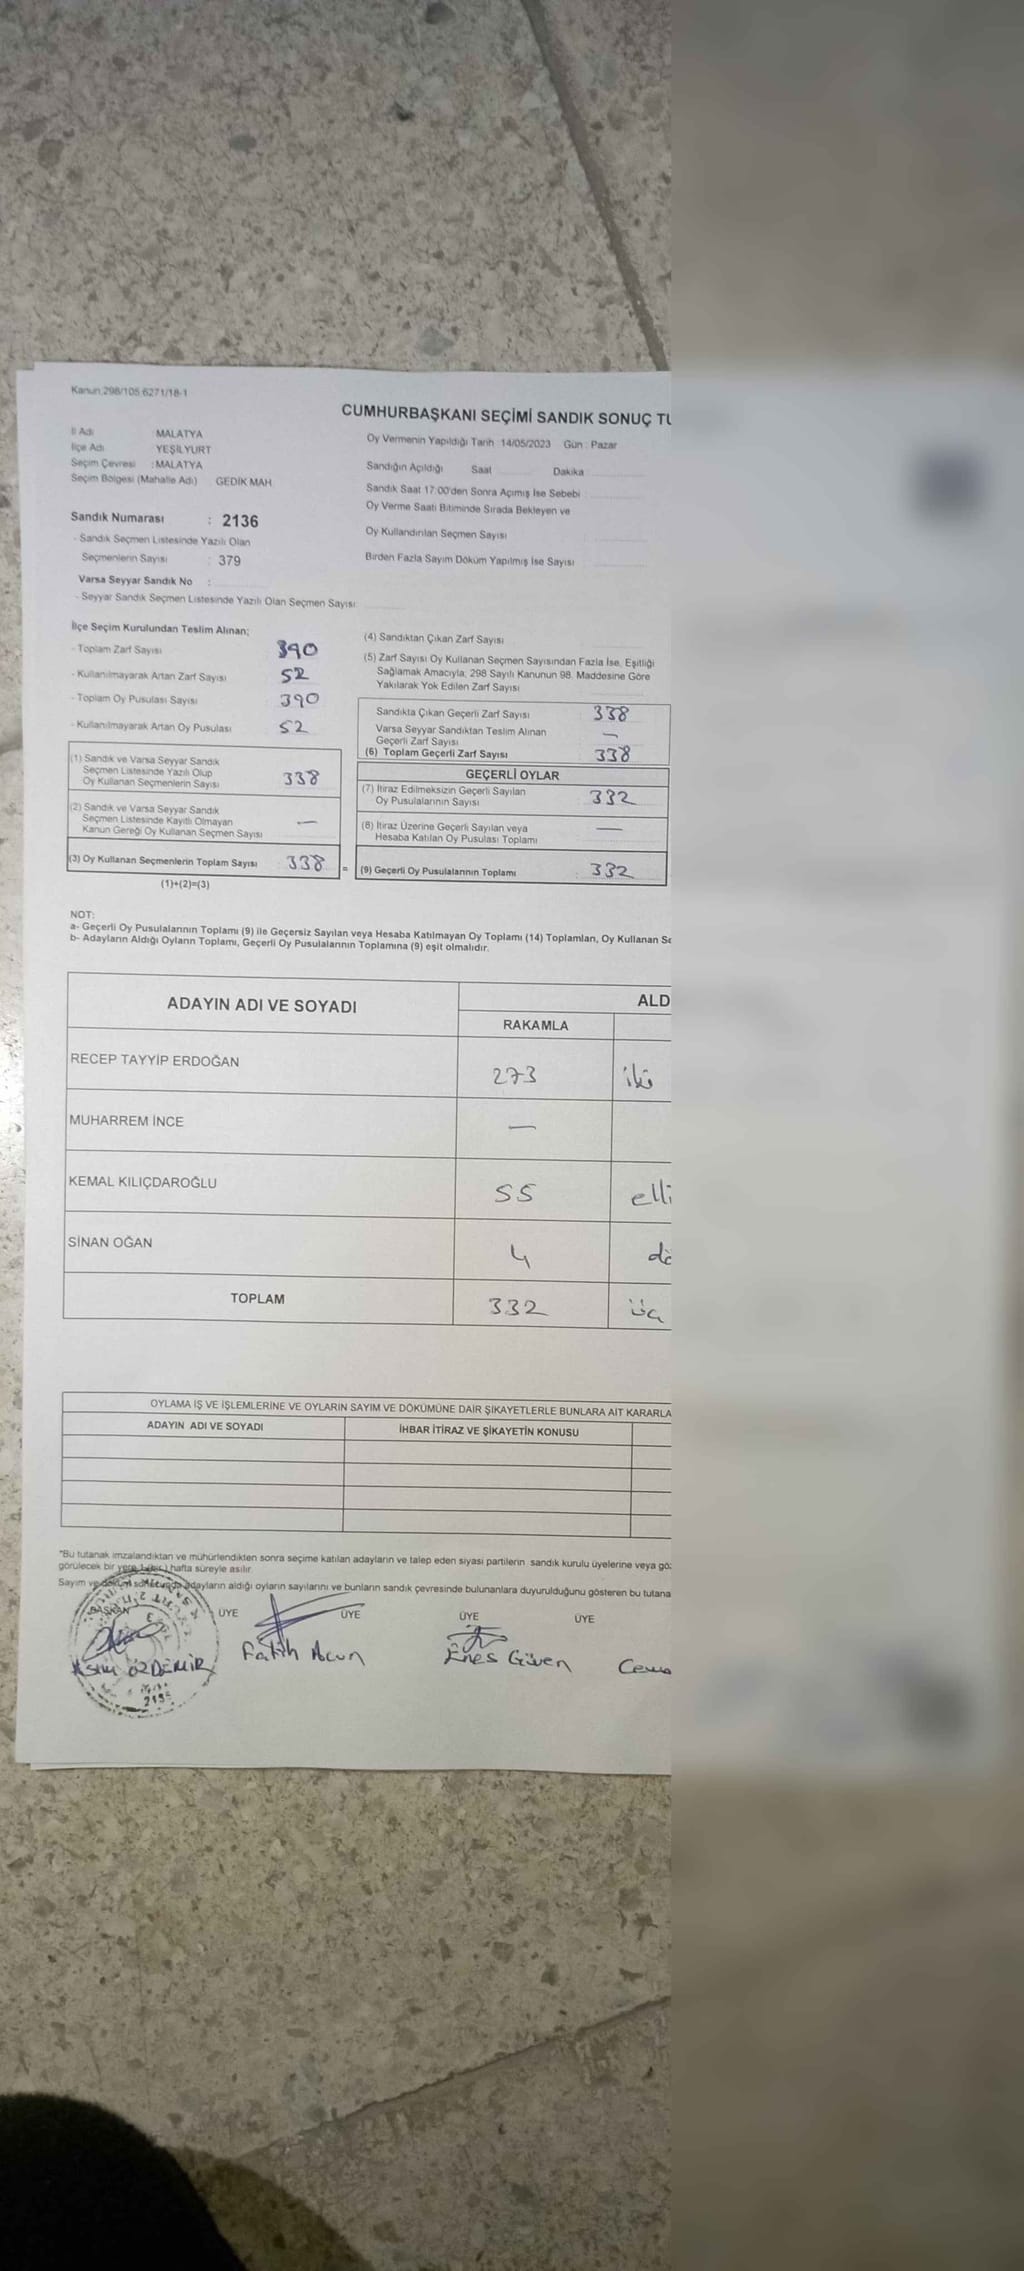 Kanun:298/105 6271/18-1
CUMHURBAŞKANI SEÇİMİ SANDIK SONUÇ
İl Adı MALATYA
İlçe Adı YEŞİLYURT
Seçim Çevresi : MALATYA
Seçim Bölgesi (Mahalle Adı) GEDİK MAH.
Oy Vermenin Yapıldığı Tarih 14/05/2023 Gün : Pazar
Sandığın Açıldığı Saat Dakika
Sandık Saat 17:00'den Sonra Açımış İse Sebebi
Oy Verme Saati Bitiminde Sırada Bekleyen ve
Oy Kullandırılan Seçmen Sayısı
Birden Fazla Sayım Döküm Yapılmış İse Sayısı
Sandık Numarası : 2136
- Sandık Seçmen Listesinde Yazılı Olan
Seçmenlerin Sayısı : 379
Varsa Seyyar Sandık No :
- Seyyar Sandık Seçmen Listesinde Yazılı Olan Seçmen Sayısı
İlçe Seçim Kurulundan Teslim Alınan;
- Toplam Zarf Sayısı 390
- Kullanılmayarak Artan Zarf Sayısı 52
- Toplam Oy Pusulası Sayısı 390
- Kullanılmayarak Artan Oy Pusulası 52
(1) Sandık ve Varsa Seyyar Sandık
Seçmen Listesinde Yazılı Olup
Oy Kullanan Seçmenlerin Sayısı 338
(2) Sandık ve Varsa Seyyar Sandık
Seçmen Listesinde Kayıtlı Olmayan
Kanun Gereği Oy Kullanan Seçmen Sayısı —
(3) Oy Kullanan Seçmenlerin Toplam Sayısı 338 =
(1)+(2)=(3)
(4) Sandıktan Çıkan Zarf Sayısı
(5) Zarf Sayısı Oy Kullanan Seçmen Sayısından Fazla İse, Eşitliği
Sağlamak Amacıyla; 298 Sayılı Kanunun 98. Maddesine Göre
Yakılarak Yok Edilen Zarf Sayısı
Sandıkta Çıkan Geçerli Zarf Sayısı 338
Varsa Seyyar Sandıktan Teslim Alınan
Geçerli Zarf Sayısı —
(6) Toplam Geçerli Zarf Sayısı 338
GEÇERLİ OYLAR
(7) İtiraz Edilmeksizin Geçerli Sayılan
Oy Pusulalarının Sayısı 332
(8) İtiraz Üzerine Geçerli Sayılan veya
Hesaba Katılan Oy Pusulası Toplamı —
(9) Geçerli Oy Pusulalarının Toplamı : 332
NOT:
a- Geçerli Oy Pusulalarının Toplamı (9) ile Geçersiz Sayılan veya Hesaba Katılmayan Oy Toplamı (14) Toplamları, Oy Kullanan
b- Adayların Aldığı Oyların Toplamı, Geçerli Oy Pusulalarının Toplamına (9) eşit olmalıdır.
ADAYIN ADI VE SOYADI ALD
RAKAMLA
RECEP TAYYİP ERDOĞAN 273 iki
MUHARREM İNCE —
KEMAL KILIÇDAROĞLU 55 elli
SİNAN OĞAN 4 dö
TOPLAM 332 üç
OYLAMA İŞ VE İŞLEMLERİNE VE OYLARIN SAYIM VE DÖKÜMÜNE DAİR ŞİKAYETLERLE BUNLARA AİT KARARLA
ADAYIN ADI VE SOYADI İHBAR İTİRAZ VE ŞİKAYETİN KONUSU
*Bu tutanak imzalandıktan ve mühürlendikten sonra seçime katılan adayların ve talep eden siyasi partilerin sandık kurulu üyelerine veya
görülecek bir yere 1 (bir) hafta süreyle asılır.
Sayım ve döküm sonucunda adayların aldığı oyların sayılarını ve bunların sandık çevresinde bulunanlara duyurulduğunu gösteren bu tutana
BAŞKAN ÜYE ÜYE ÜYE ÜYE
Asım ÖZDEMİR Fatih Acun Enes Güven Cema